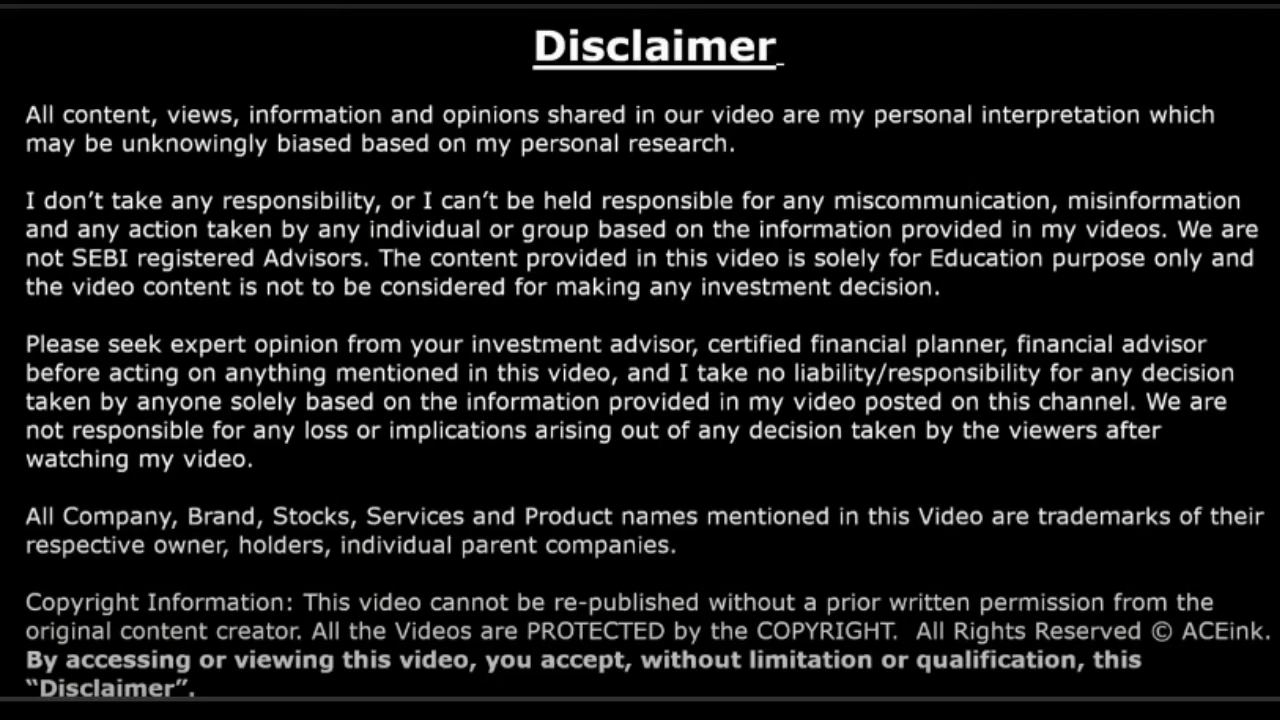 Disclaimer
All content, views, information and opinions shared in our video are my personal interpretation which
may be unknowingly biased based on my personal research.
I don’t take any responsibility, or I can’t be held responsible for any miscommunication, misinformation
and any action taken by any individual or group based on the information provided in my videos. We are
not SEBI registered Advisors. The content provided in this video is solely for Education purpose only and
the video content is not to be considered for making any investment decision.
Please seek expert opinion from your investment advisor, certified financial planner, financial advisor
before acting on anything mentioned in this video, and I take no liability/responsibility for any decision
taken by anyone solely based on the information provided in my video posted on this channel. We are
not responsible for any loss or implications arising out of any decision taken by the viewers after
watching my video.
All Company, Brand, Stocks, Services and Product names mentioned in this Video are trademarks of their
respective owner, holders, individual parent companies.
Copyright Information: This video cannot be re-published without a prior written permission from the
original content creator. All the Videos are PROTECTED by the COPYRIGHT.  All Rights Reserved © ACEink.
By accessing or viewing this video, you accept, without limitation or qualification, this
“Disclaimer”.